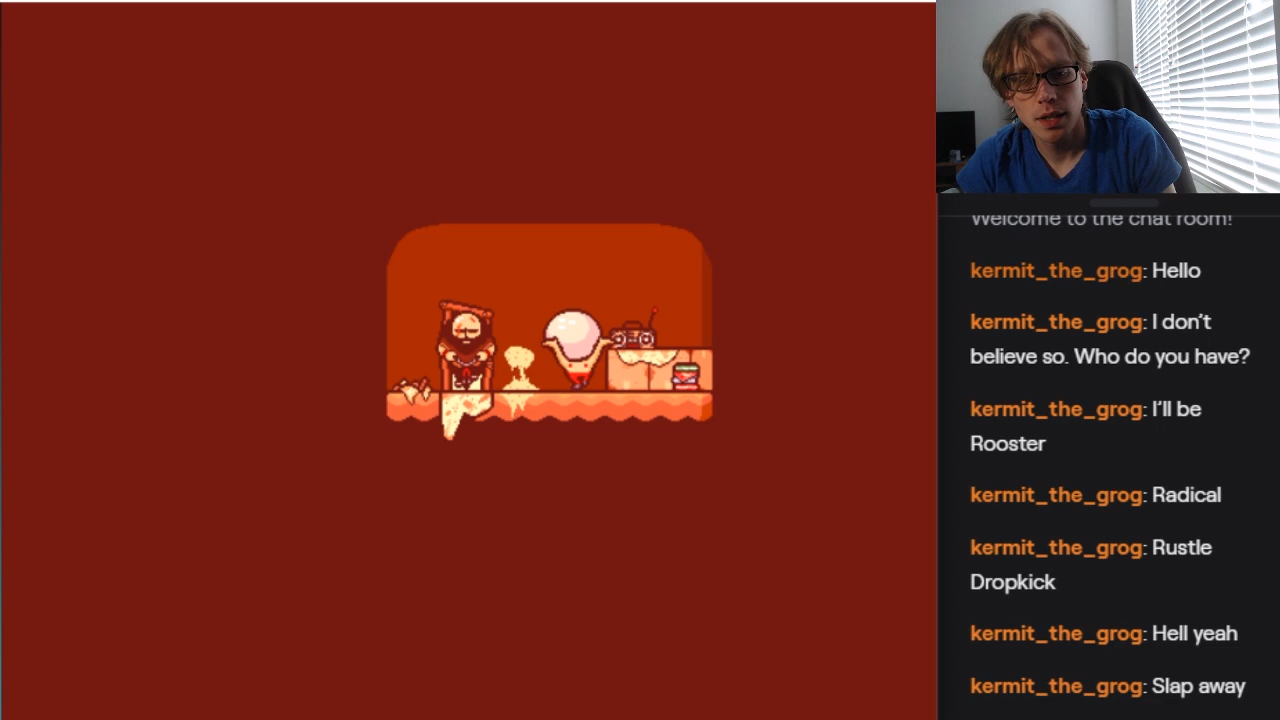 Welcome to the chat room!
kermit_the_grog: Hello
kermit_the_grog: I don't
believe so. Who do you have?
kermit_the_grog: I'll be
Rooster
kermit_the_grog: Radical
kermit_the_grog: Rustle
Dropkick
kermit_the_grog: Hell yeah
kermit_the_grog: Slap away